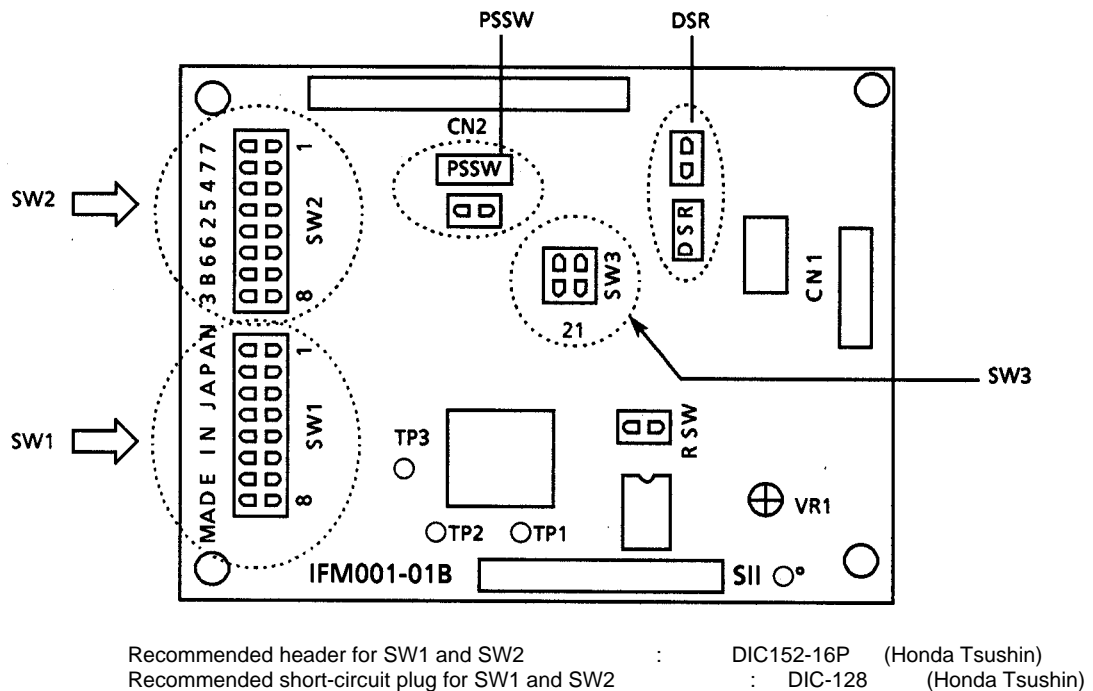 PSSW DSR
CN2
PSSW
DSR
SW2
1
SW2
8
MADE IN JAPAN 3B6625477
SW3
21
CN1
SW3
SW1
1
SW1
8
TP3
RSW
VR1
TP2 TP1
IFM001-01B SII
Recommended header for SW1 and SW2 : DIC152-16P (Honda Tsushin)
Recommended short-circuit plug for SW1 and SW2 : DIC-128 (Honda Tsushin)